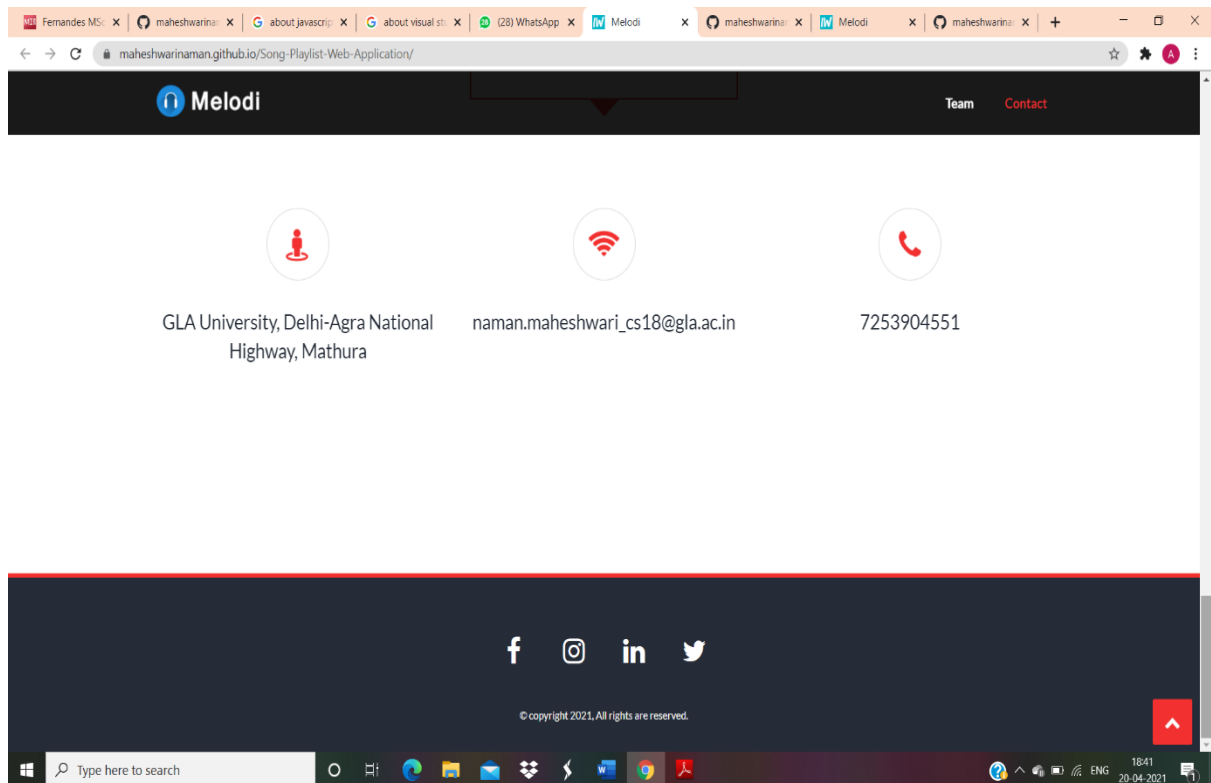 Fernandes MSc
maheshwarinar
about javascrip
about visual stu
(28) WhatsApp
Melodi
maheshwarinar
Melodi
maheshwarinar
maheshwarinaman.github.io/Song-Playlist-Web-Application/
A
Melodi
Team
Contact
GLA University, Delhi-Agra National
Highway, Mathura
naman.maheshwari_cs18@gla.ac.in
7253904551
© copyright 2021, All rights are reserved.
Type here to search
ENG
18:41
20-04-2021